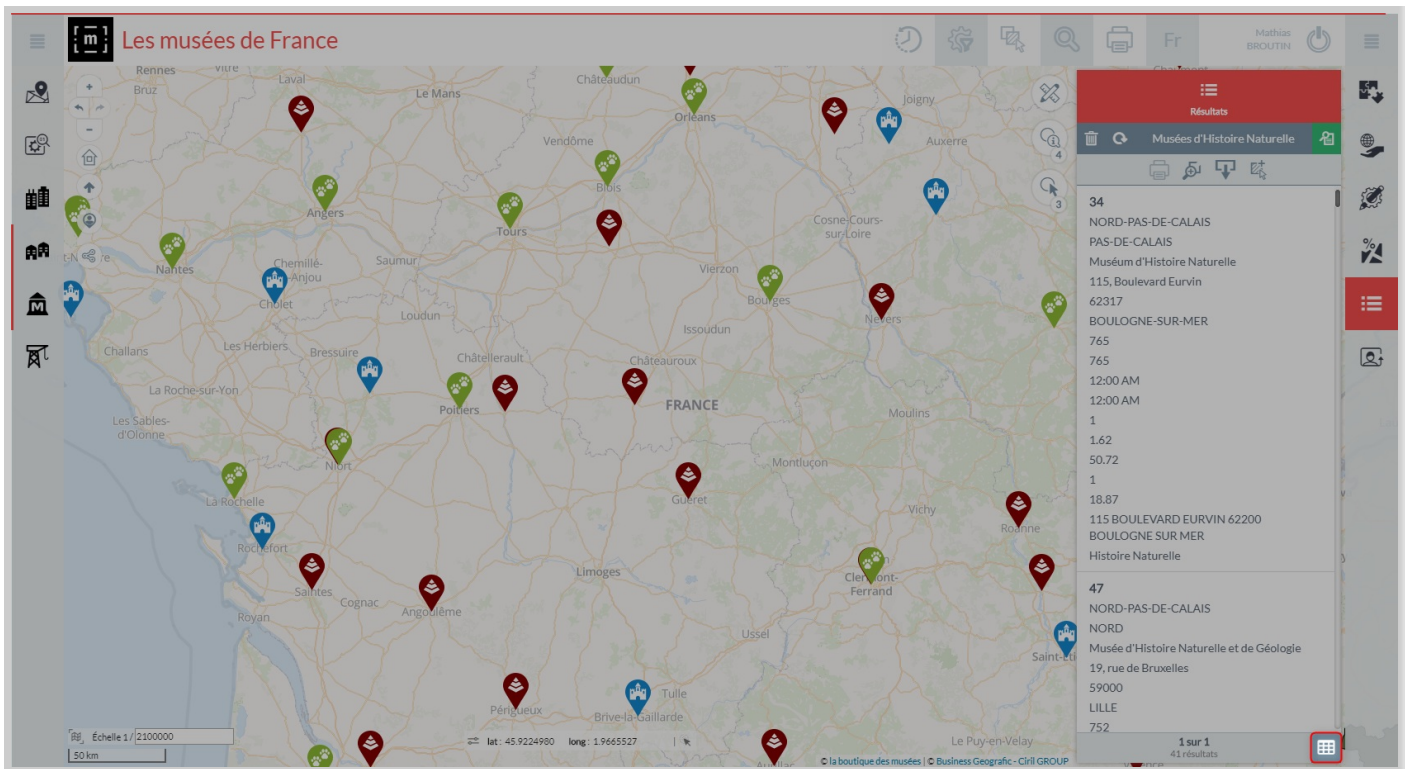 [m]
Les musées de France
Fr
Mathias
BROUTIN
Rennes
Vitré
Bruz
Laval
Le Mans
Châteaudun
Orléans
Joigny
Auxerre
Vendôme
Blois
Angers
Tours
Cosne-Cours-
sur-Loire
Nantes
Chemillé-
-Anjou
Saumur
Vierzon
Cholet
Bourges
Nevers
Loudun
Issoudun
Challans
Les Herbiers
Bressuire
Châtellerault
Châteauroux
La Roche-sur-Yon
Poitiers
FRANCE
Moulins
Les Sables-
d'Olonne
Niort
Montluçon
La Rochelle
Guéret
Vichy
Roanne
Rochefort
Limoges
Clermont-
Ferrand
Saintes
Cognac
Angoulême
Royan
Ussel
Saint-Éti
Périgueux
Tulle
Brive-la-Gaillarde
Le Puy-en-Velay
Aurillac
4
3
Échelle 1 / 2100000
50 km
lat : 45.9224980 long : 1.9665527
© la boutique des musées | © Business Geografic - Ciril GROUP
Résultats
Musées d'Histoire Naturelle
34
NORD-PAS-DE-CALAIS
PAS-DE-CALAIS
Muséum d'Histoire Naturelle
115, Boulevard Eurvin
62317
BOULOGNE-SUR-MER
765
765
12:00 AM
12:00 AM
1
1.62
50.72
1
18.87
115 BOULEVARD EURVIN 62200
BOULOGNE SUR MER
Histoire Naturelle
47
NORD-PAS-DE-CALAIS
NORD
Musée d'Histoire Naturelle et de Géologie
19, rue de Bruxelles
59000
LILLE
752
1 sur 1
41 résultats